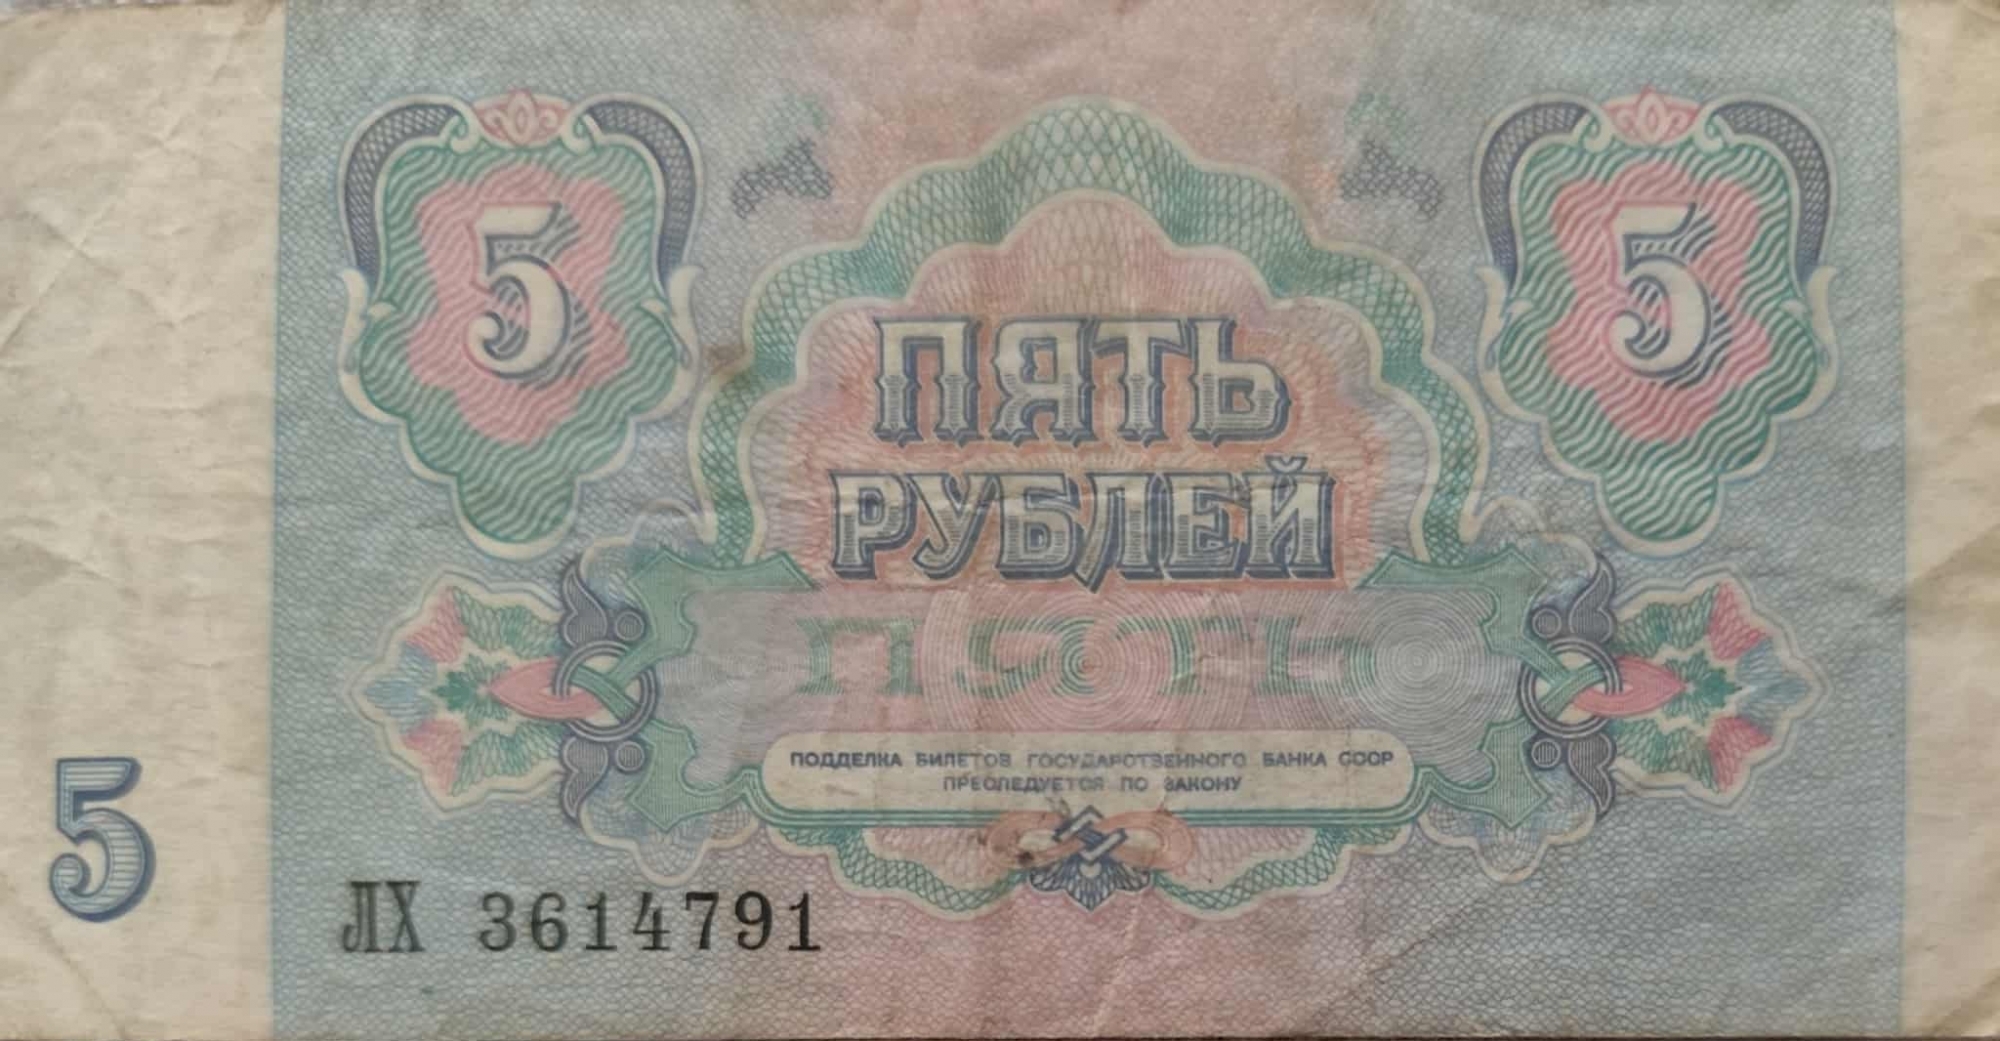 5 5
ПЯТЬ
РУБЛЕЙ
ПЯТЬ
ПОДДЕЛКА БИЛЕТОВ ГОСУДАРСТВЕННОГО БАНКА СССР
ПРЕСЛЕДУЕТСЯ ПО ЗАКОНУ
5
ЛХ 3614791